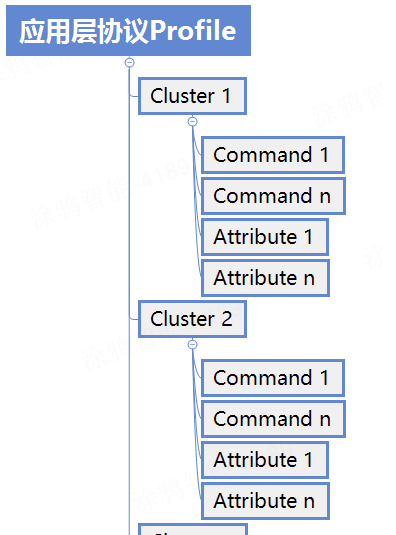 应用层协议Profile
Cluster 1
Command 1
Command n
Attribute 1
Attribute n
Cluster 2
Command 1
Command n
Attribute 1
Attribute n